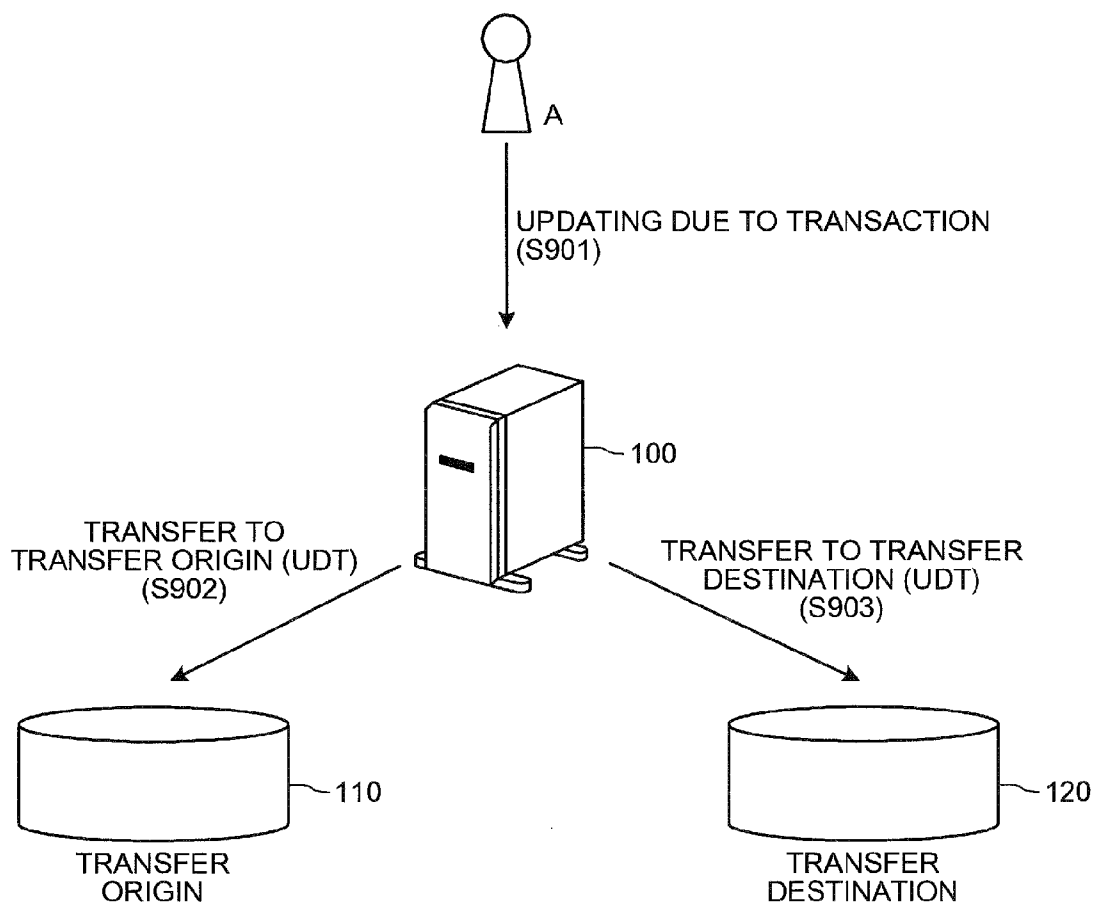 A
UPDATING DUE TO TRANSACTION
(S901)
100
TRANSFER TO
TRANSFER ORIGIN (UDT)
(S902)
TRANSFER TO TRANSFER
DESTINATION (UDT)
(S903)
110
120
TRANSFER
ORIGIN
TRANSFER
DESTINATION